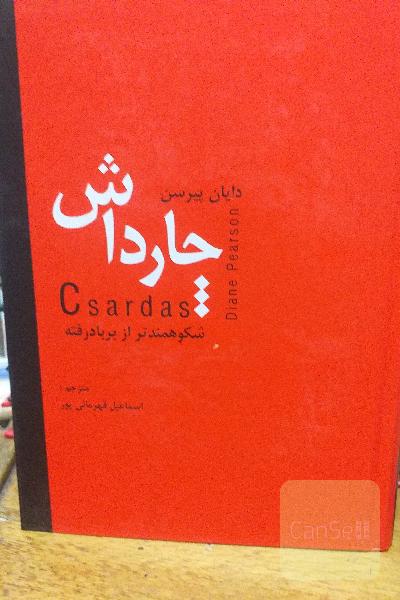 دایان پیرسن
Diane Pearson
چارداش
Csardas
شکوهمندتر از بربادرفته
مترجم:
اسماعیل قهرمانی پور
CanSell